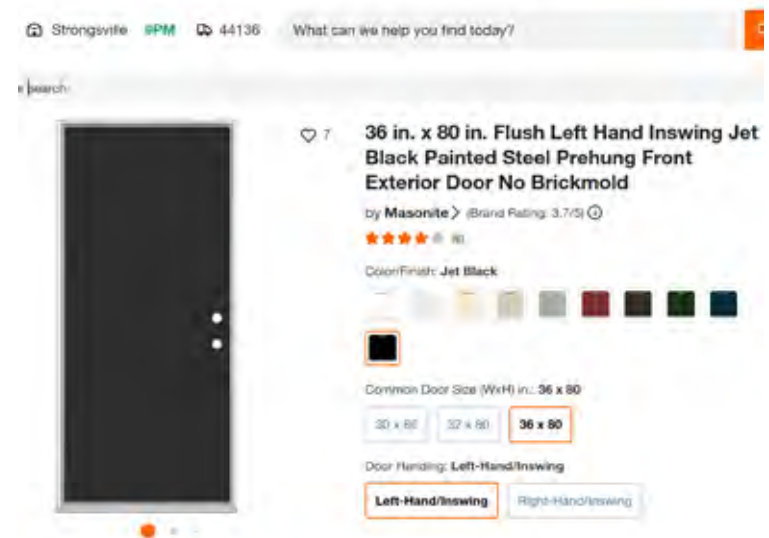 Strongsville 9PM 44136 What can we help you find today?
search
7
36 in. x 80 in. Flush Left Hand Inswing Jet
Black Painted Steel Prehung Front
Exterior Door No Brickmold
by Masonite > (Brand Rating: 3.7/5)
Color/Finish: Jet Black
Common Door Size (WxH) in.: 36 x 80
32 x 80 36 x 80
Door Handing: Left-Hand/Inswing
Left-Hand/Inswing Right-Hand/Inswing